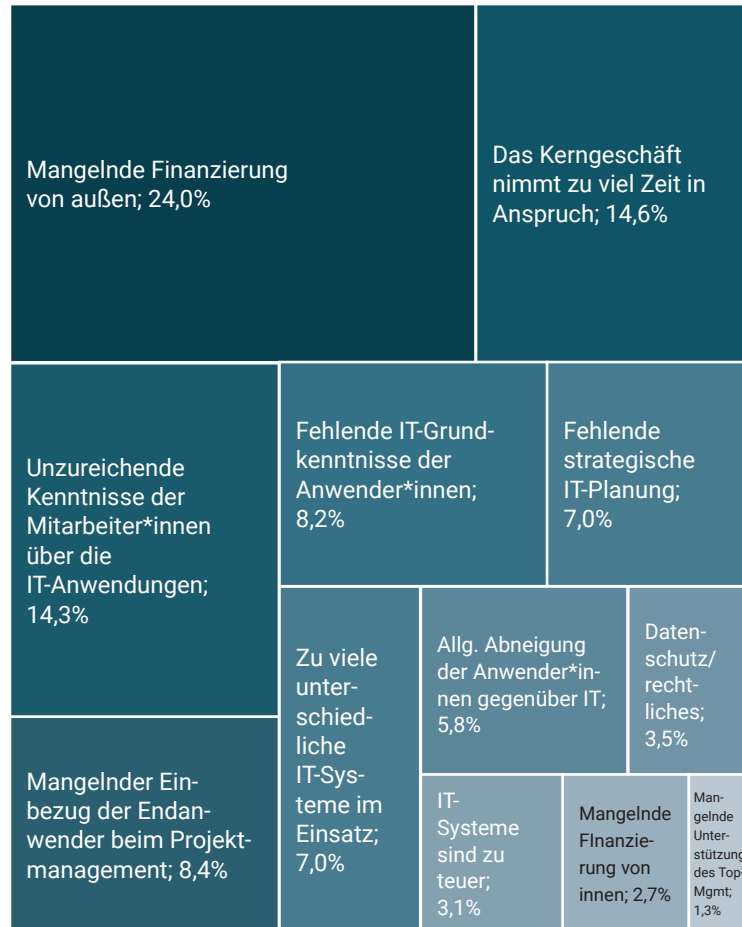 Mangelnde Finanzierung
von außen; 24,0%
Das Kerngeschäft
nimmt zu viel Zeit in
Anspruch; 14,6%
Unzureichende
Kenntnisse der
Mitarbeiter*innen
über die
IT-Anwendungen;
14,3%
Fehlende IT-Grund-
kenntnisse der
Anwender*innen;
8,2%
Fehlende
strategische
IT-Planung;
7,0%
Zu viele
unter-
schied-
liche
IT-Sys-
teme im
Einsatz;
7,0%
Allg. Abneigung
der Anwender*in-
nen gegenüber IT;
5,8%
Daten-
schutz/
recht-
liches;
3,5%
Mangelnder Ein-
bezug der Endan-
wender beim Projekt-
management; 8,4%
IT-
Systeme
sind zu
teuer;
3,1%
Mangelnde
FInanzie-
rung von
innen; 2,7%
Man-
gelnde
Unter-
stützung
des Top-
Mgmt;
1,3%